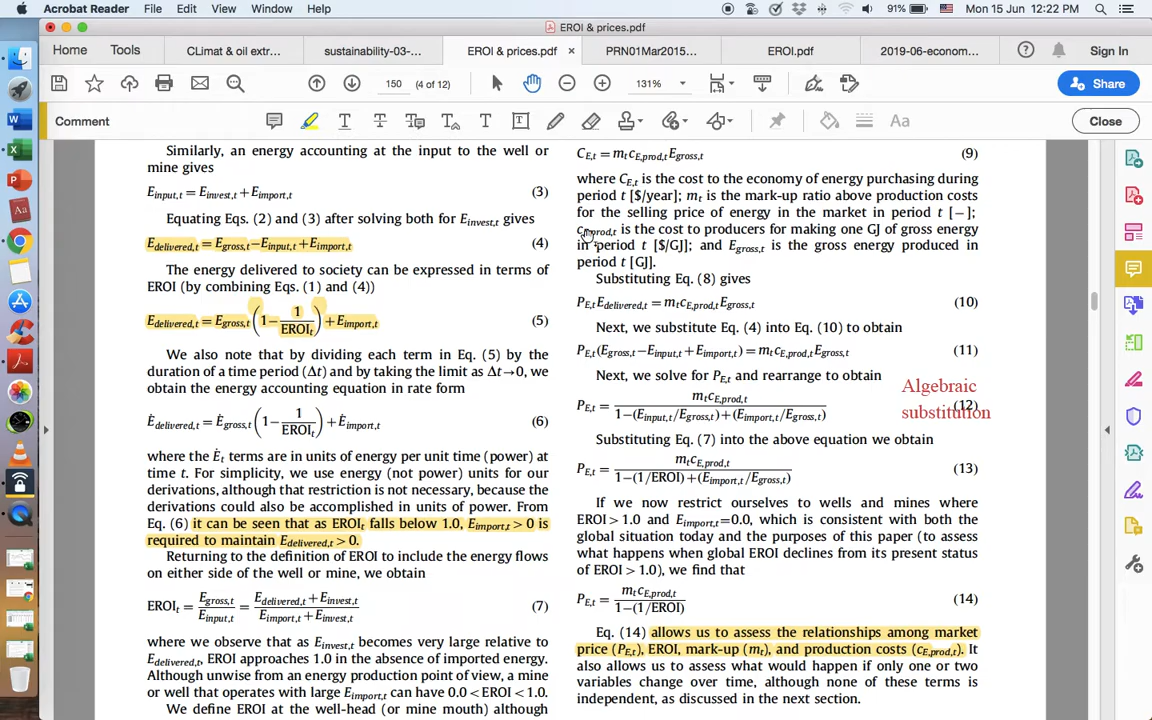 Acrobat Reader File Edit View Window Help 91% Mon 15 Jun 12:22 PM
EROI & prices.pdf
Home Tools CLimat & oil extr... sustainability-03-... EROI & prices.pdf × PRN01Mar2015... EROI.pdf 2019-06-econom... Sign In
150 (4 of 12) 131% Share
Comment Aa Close
Similarly, an energy accounting at the input to the well or
mine gives
E_input,t = E_invest,t + E_import,t (3)
Equating Eqs. (2) and (3) after solving both for E_invest,t gives
E_delivered,t = E_gross,t − E_input,t + E_import,t (4)
The energy delivered to society can be expressed in terms of
EROI (by combining Eqs. (1) and (4))
E_delivered,t = E_gross,t (1 − 1/EROI_t) + E_import,t (5)
We also note that by dividing each term in Eq. (5) by the
duration of a time period (Δt) and by taking the limit as Δt→0, we
obtain the energy accounting equation in rate form
Ė_delivered,t = Ė_gross,t (1 − 1/EROI_t) + Ė_import,t (6)
where the Ė_t terms are in units of energy per unit time (power) at
time t. For simplicity, we use energy (not power) units for our
derivations, although that restriction is not necessary, because the
derivations could also be accomplished in units of power. From
Eq. (6) it can be seen that as EROI_t falls below 1.0, E_import,t > 0 is
required to maintain E_delivered,t > 0.
Returning to the definition of EROI to include the energy flows
on either side of the well or mine, we obtain
EROI_t = E_gross,t / E_input,t = (E_delivered,t + E_invest,t) / (E_import,t + E_invest,t) (7)
where we observe that as E_invest,t becomes very large relative to
E_delivered,t, EROI approaches 1.0 in the absence of imported energy.
Although unwise from an energy production point of view, a mine
or well that operates with large E_import,t can have 0.0 < EROI < 1.0.
We define EROI at the well-head (or mine mouth) although
C_E,t = m_t c_E,prod,t E_gross,t (9)
where C_E,t is the cost to the economy of energy purchasing during
period t [$/year]; m_t is the mark-up ratio above production costs
for the selling price of energy in the market in period t [−];
c_E,prod,t is the cost to producers for making one GJ of gross energy
in period t [$/GJ]; and E_gross,t is the gross energy produced in
period t [GJ].
Substituting Eq. (8) gives
P_E,t E_delivered,t = m_t c_E,prod,t E_gross,t (10)
Next, we substitute Eq. (4) into Eq. (10) to obtain
P_E,t (E_gross,t − E_input,t + E_import,t) = m_t c_E,prod,t E_gross,t (11)
Next, we solve for P_E,t and rearrange to obtain
Algebraic
substitution
P_E,t = m_t c_E,prod,t / (1 − (E_input,t/E_gross,t) + (E_import,t/E_gross,t)) (12)
Substituting Eq. (7) into the above equation we obtain
P_E,t = m_t c_E,prod,t / (1 − (1/EROI) + (E_import,t/E_gross,t)) (13)
If we now restrict ourselves to wells and mines where
EROI > 1.0 and E_import,t = 0.0, which is consistent with both the
global situation today and the purposes of this paper (to assess
what happens when global EROI declines from its present status
of EROI > 1.0), we find that
P_E,t = m_t c_E,prod,t / (1 − (1/EROI)) (14)
Eq. (14) allows us to assess the relationships among market
price (P_E,t), EROI, mark-up (m_t), and production costs (c_E,prod,t). It
also allows us to assess what would happen if only one or two
variables change over time, although none of these terms is
independent, as discussed in the next section.